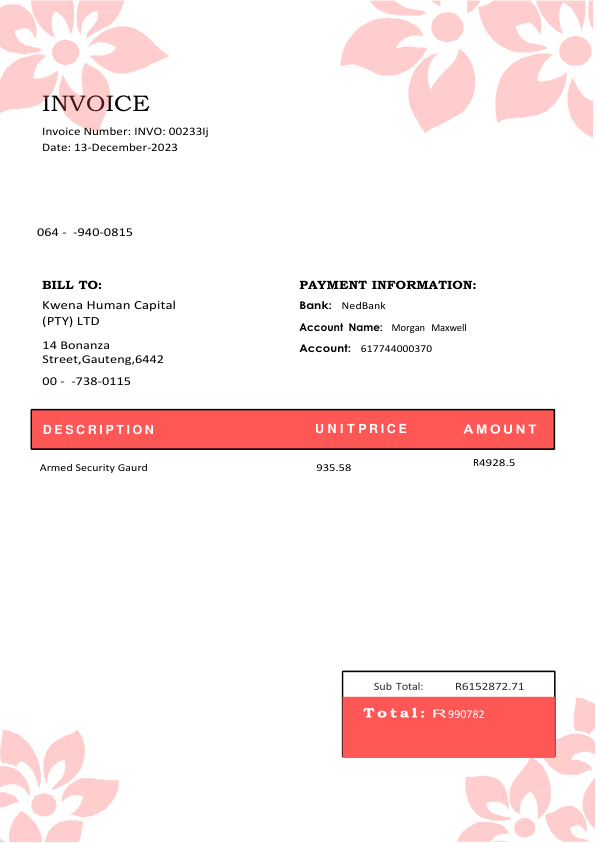 INVOICE
Invoice Number: INVO: 00233Ij
Date: 13-December-2023
064 - -940-0815
BILL TO:
Kwena Human Capital
(PTY) LTD
14 Bonanza
Street,Gauteng,6442
00 - -738-0115
PAYMENT INFORMATION:
Bank: NedBank
Account Name: Morgan Maxwell
Account: 617744000370
DESCRIPTION UNITPRICE AMOUNT
Armed Security Gaurd 935.58 R4928.5
Sub Total: R6152872.71
Total: R990782